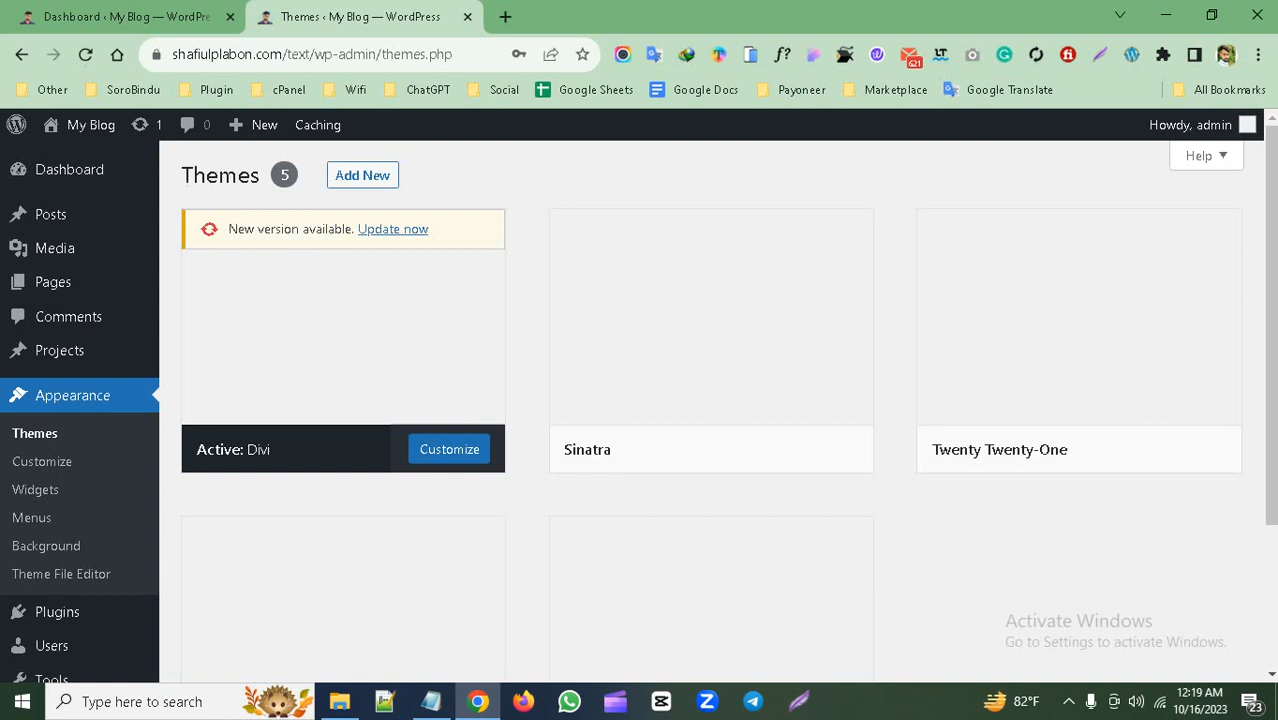 Dashboard ‹ My Blog — WordPre
Themes ‹ My Blog — WordPress
shafiulplabon.com/text/wp-admin/themes.php
621
Other
SoroBindu
Plugin
cPanel
Wifi
ChatGPT
Social
Google Sheets
Google Docs
Payoneer
Marketplace
Google Translate
All Bookmarks
My Blog
1
0
New
Caching
Howdy, admin
Help
Dashboard
Posts
Media
Pages
Comments
Projects
Appearance
Themes
Customize
Widgets
Menus
Background
Theme File Editor
Plugins
Users
Tools
Themes 5 Add New
New version available. Update now
Active: Divi
Customize
Sinatra
Twenty Twenty-One
Activate Windows
Go to Settings to activate Windows.
Type here to search
82°F
12:19 AM
10/16/2023
23